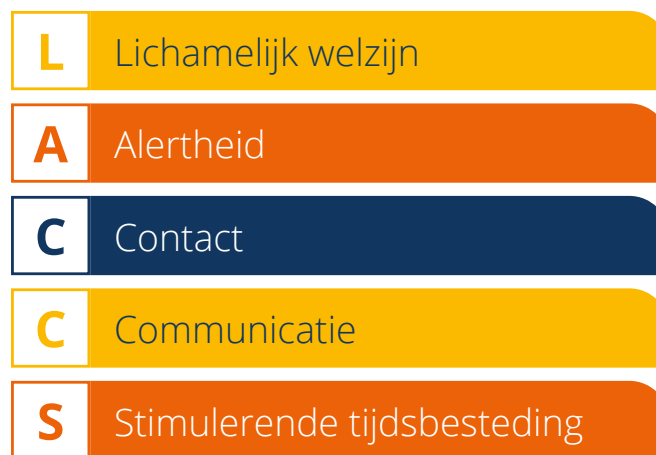 L Lichamelijk welzijn
A Alertheid
C Contact
C Communicatie
S Stimulerende tijdsbesteding